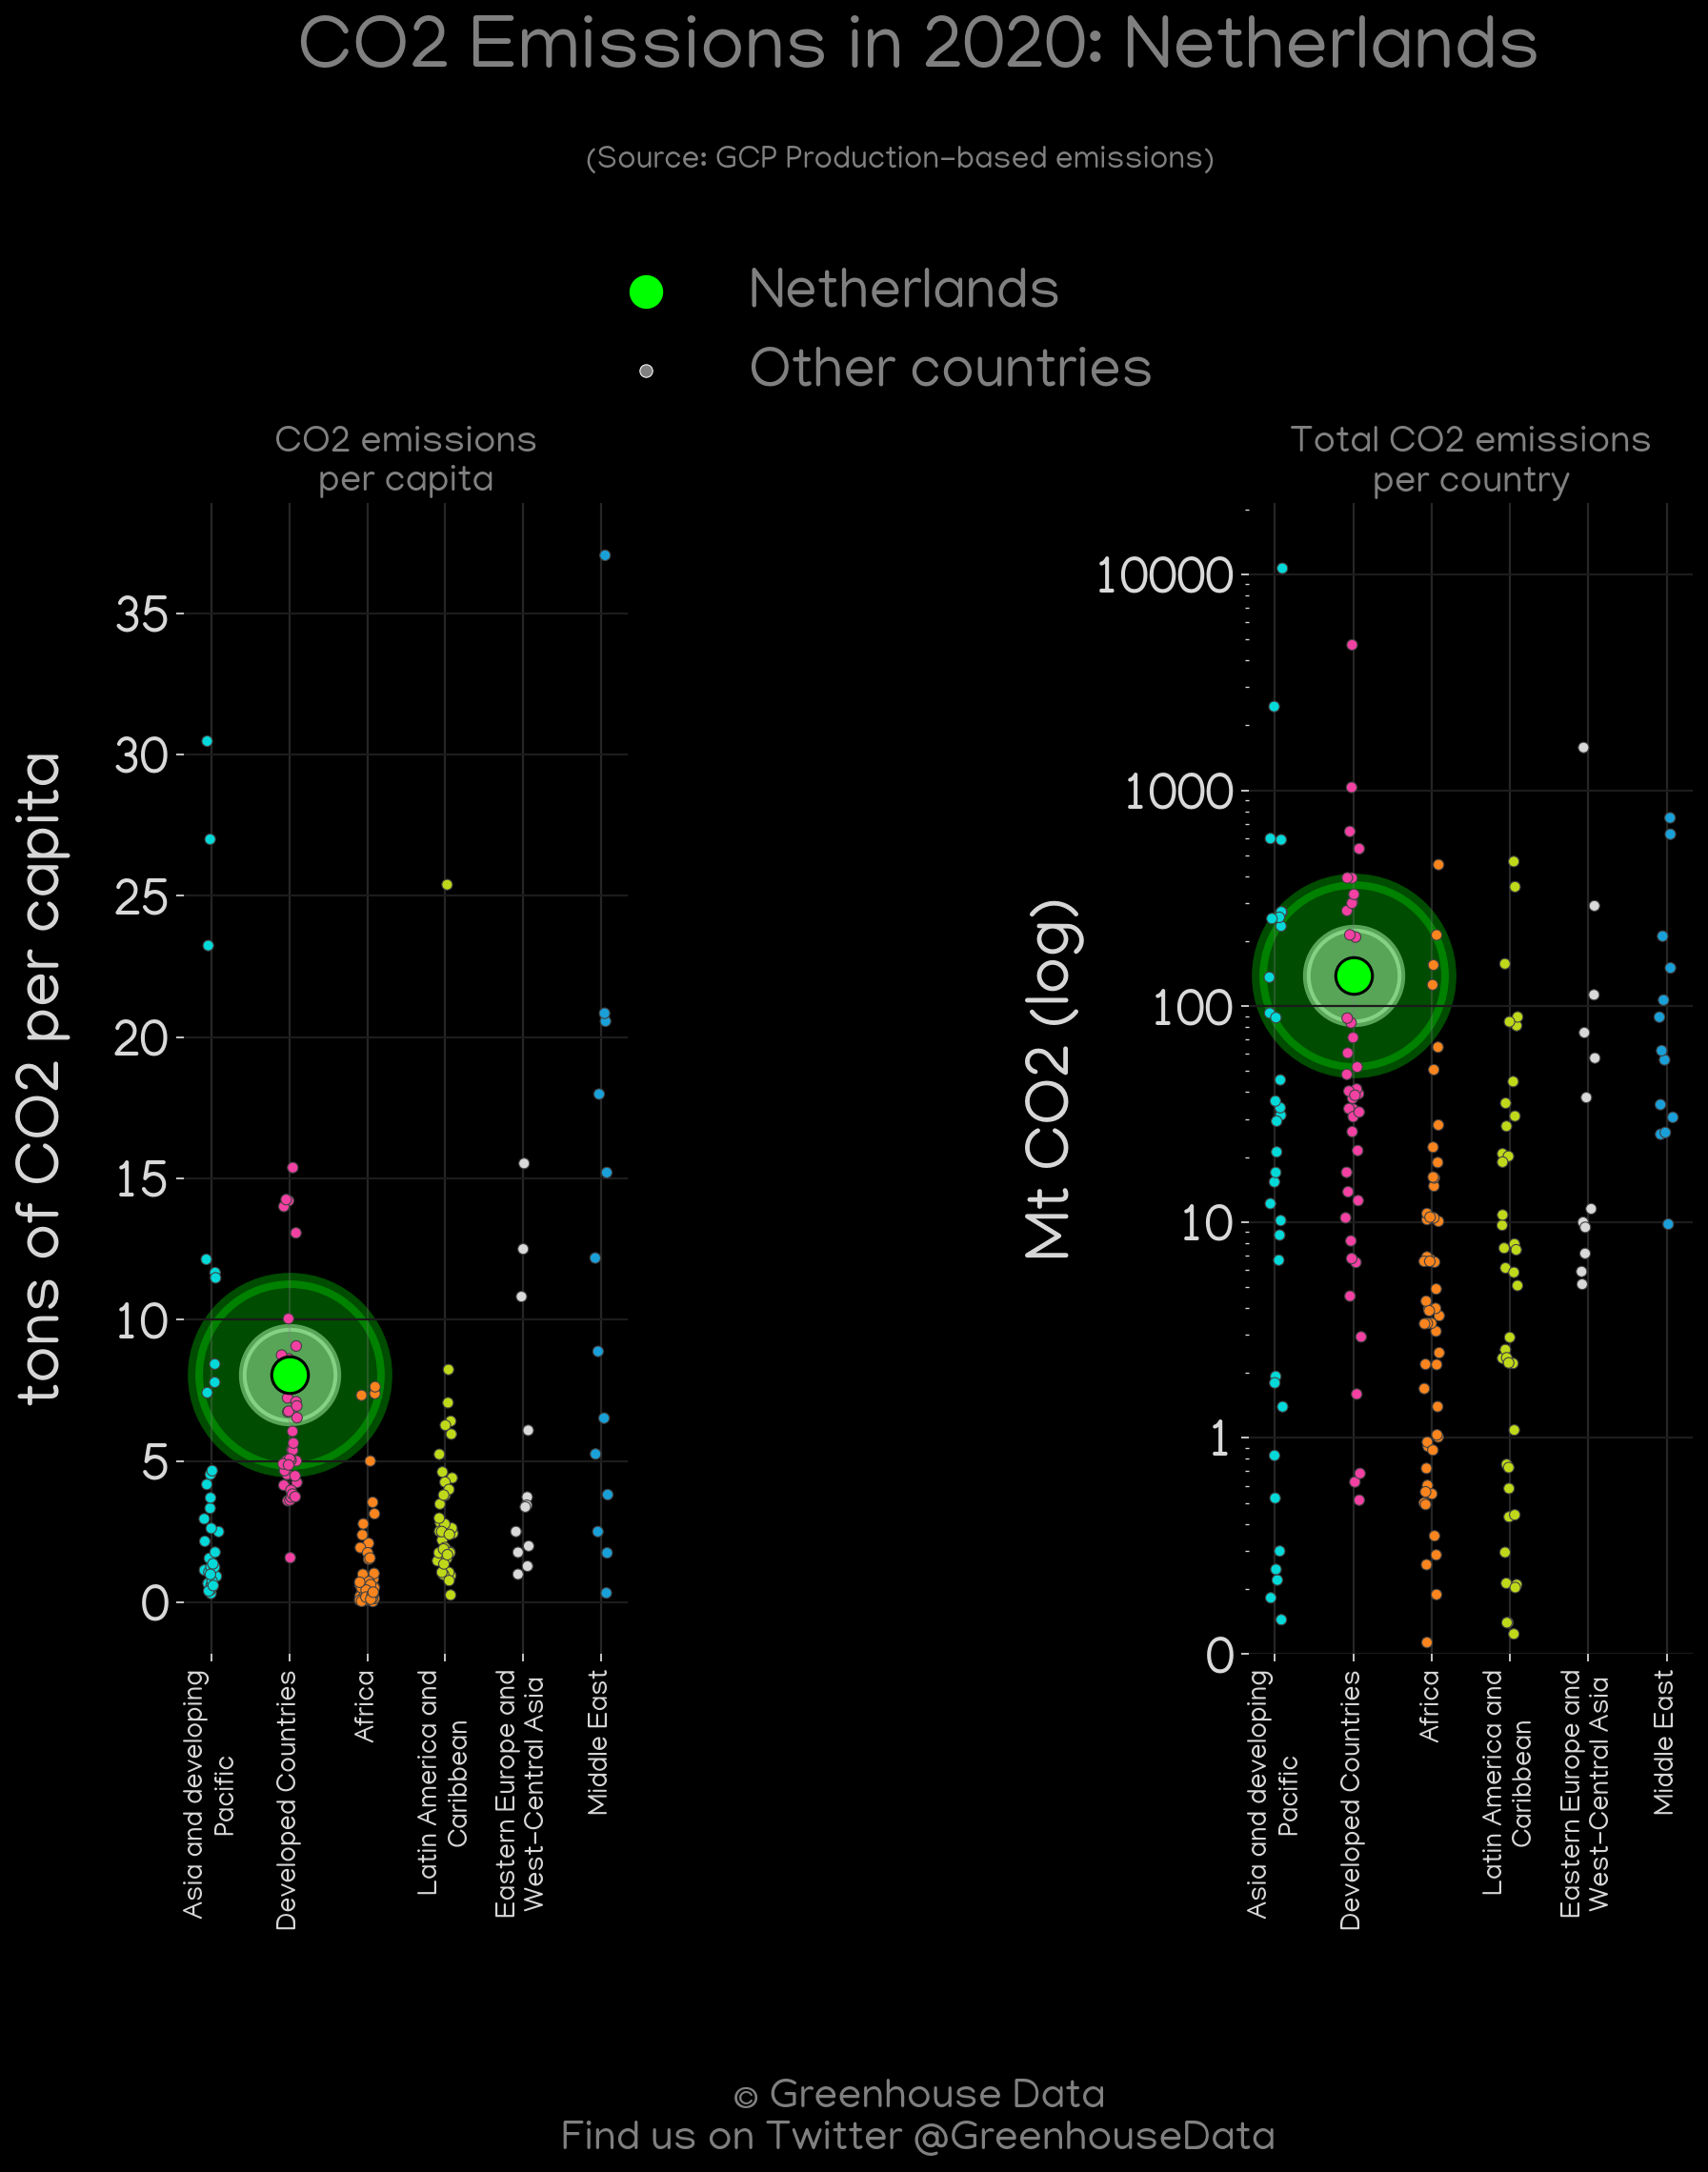 CO2 Emissions in 2020: Netherlands
(Source: GCP Production-based emissions)
Netherlands
Other countries
CO2 emissions
per capita
tons of CO2 per capita
35
30
25
20
15
10
5
0
Asia and developing
Pacific
Developed Countries
Africa
Latin America and
Caribbean
Eastern Europe and
West-Central Asia
Middle East
Total CO2 emissions
per country
Mt CO2 (log)
10000
1000
100
10
1
0
Asia and developing
Pacific
Developed Countries
Africa
Latin America and
Caribbean
Eastern Europe and
West-Central Asia
Middle East
© Greenhouse Data
Find us on Twitter @GreenhouseData